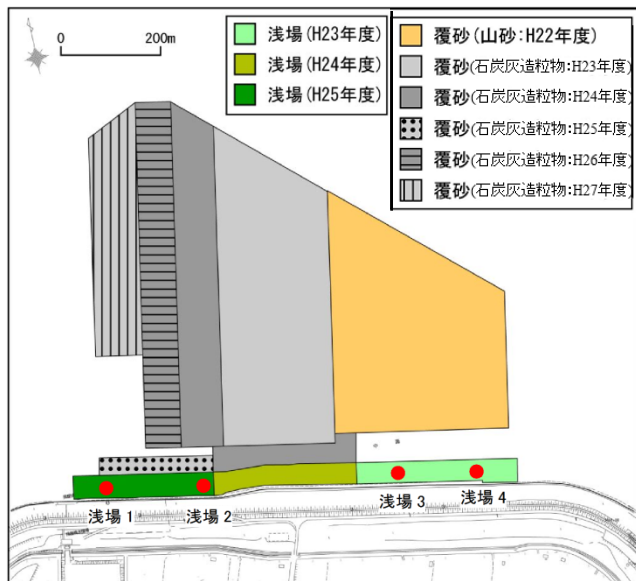 0 200m
浅場(H23年度)
浅場(H24年度)
浅場(H25年度)
覆砂(山砂:H22年度)
覆砂(石炭灰造粒物:H23年度)
覆砂(石炭灰造粒物:H24年度)
覆砂(石炭灰造粒物:H25年度)
覆砂(石炭灰造粒物:H26年度)
覆砂(石炭灰造粒物:H27年度)
浅場1
浅場2
浅場3
浅場4